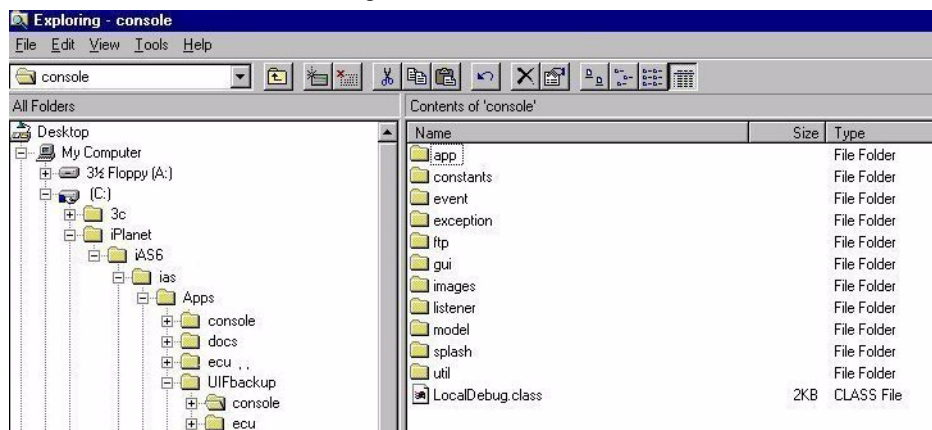 Exploring - console
File Edit View Tools Help
console
All Folders
Contents of 'console'
Desktop
My Computer
3½ Floppy (A:)
(C:)
3c
iPlanet
iAS6
ias
Apps
console
docs
ecu . .
UIFbackup
console
ecu
Name Size Type
app File Folder
constants File Folder
event File Folder
exception File Folder
ftp File Folder
gui File Folder
images File Folder
listener File Folder
model File Folder
splash File Folder
util File Folder
LocalDebug.class 2KB CLASS File